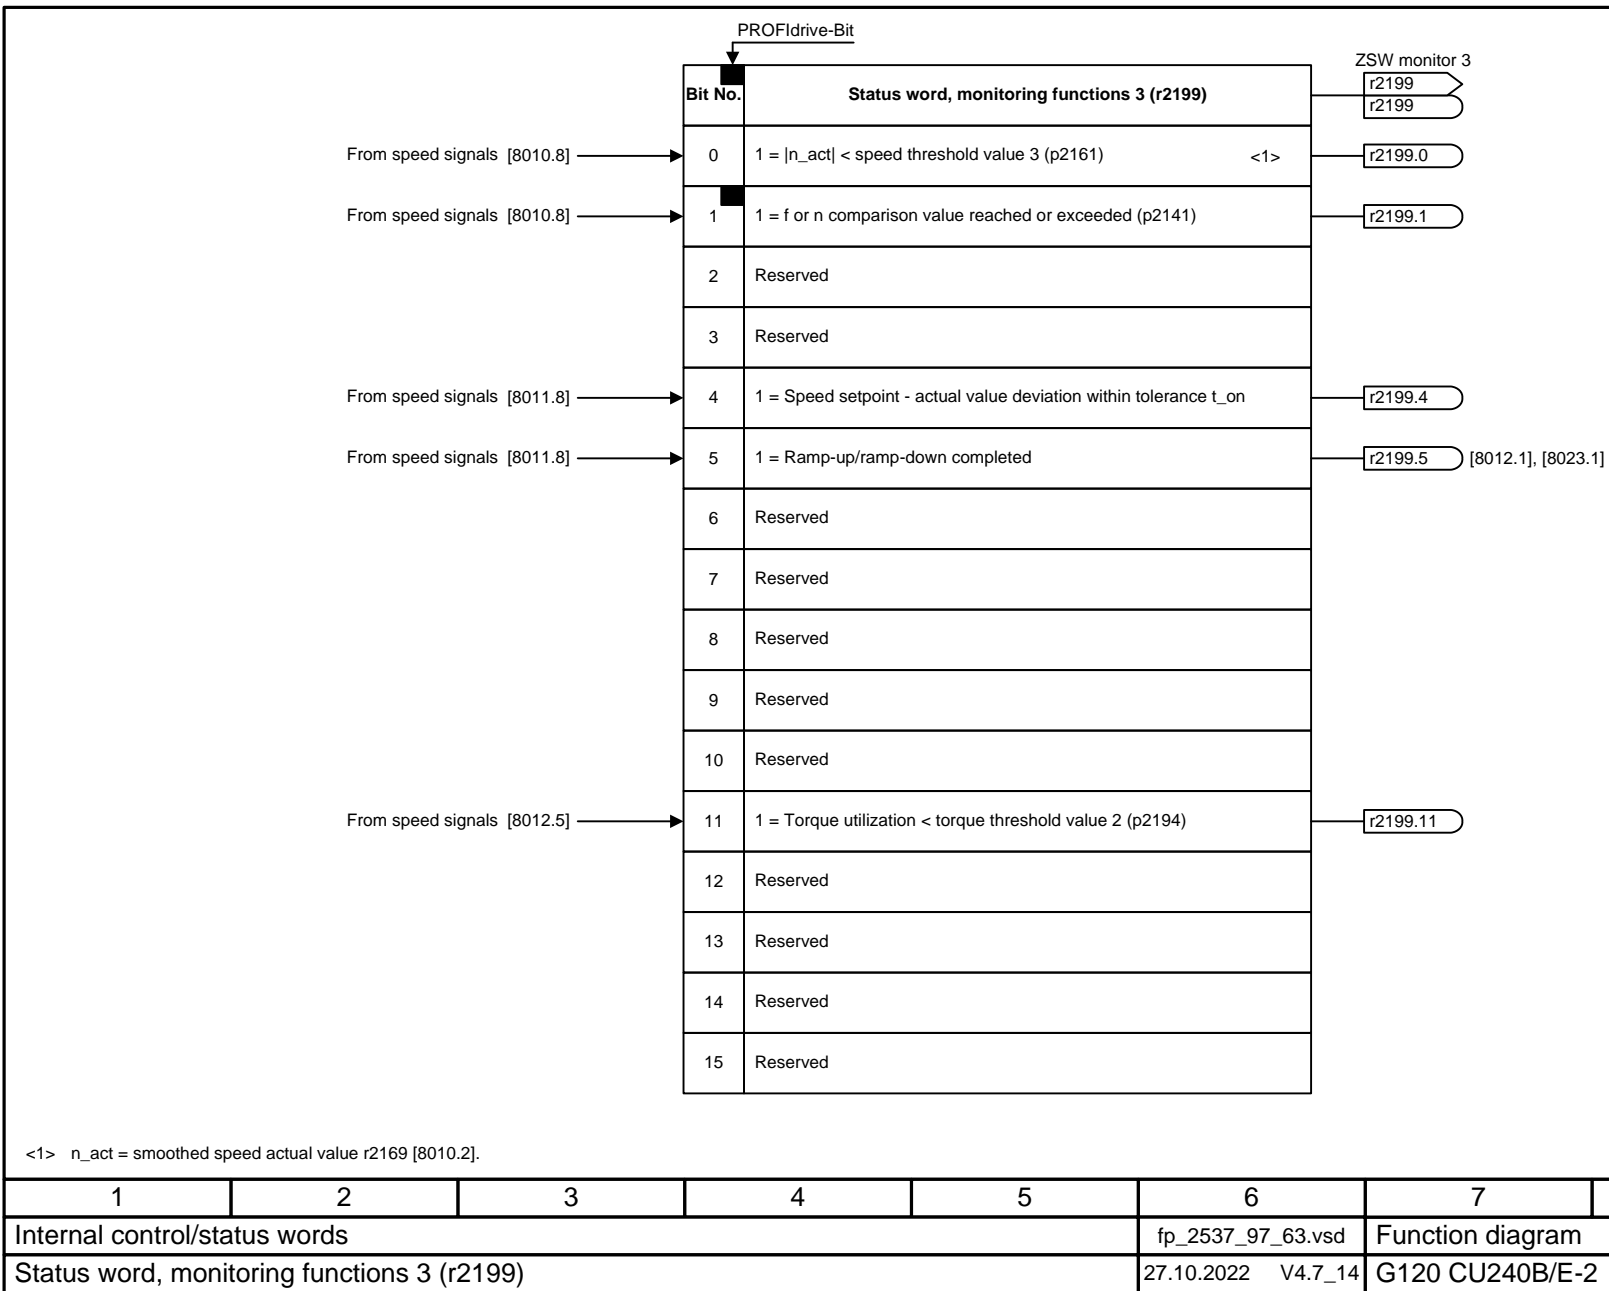 PROFIdrive-Bit
ZSW monitor 3
Bit No. Status word, monitoring functions 3 (r2199) r2199
r2199
From speed signals [8010.8] 0 1 = |n_act| < speed threshold value 3 (p2161) <1> r2199.0
From speed signals [8010.8] 1 1 = f or n comparison value reached or exceeded (p2141) r2199.1
2 Reserved
3 Reserved
From speed signals [8011.8] 4 1 = Speed setpoint - actual value deviation within tolerance t_on r2199.4
From speed signals [8011.8] 5 1 = Ramp-up/ramp-down completed r2199.5 [8012.1], [8023.1]
6 Reserved
7 Reserved
8 Reserved
9 Reserved
10 Reserved
From speed signals [8012.5] 11 1 = Torque utilization < torque threshold value 2 (p2194) r2199.11
12 Reserved
13 Reserved
14 Reserved
15 Reserved
<1> n_act = smoothed speed actual value r2169 [8010.2].
1 2 3 4 5 6 7
Internal control/status words fp_2537_97_63.vsd Function diagram
Status word, monitoring functions 3 (r2199) 27.10.2022 V4.7_14 G120 CU240B/E-2